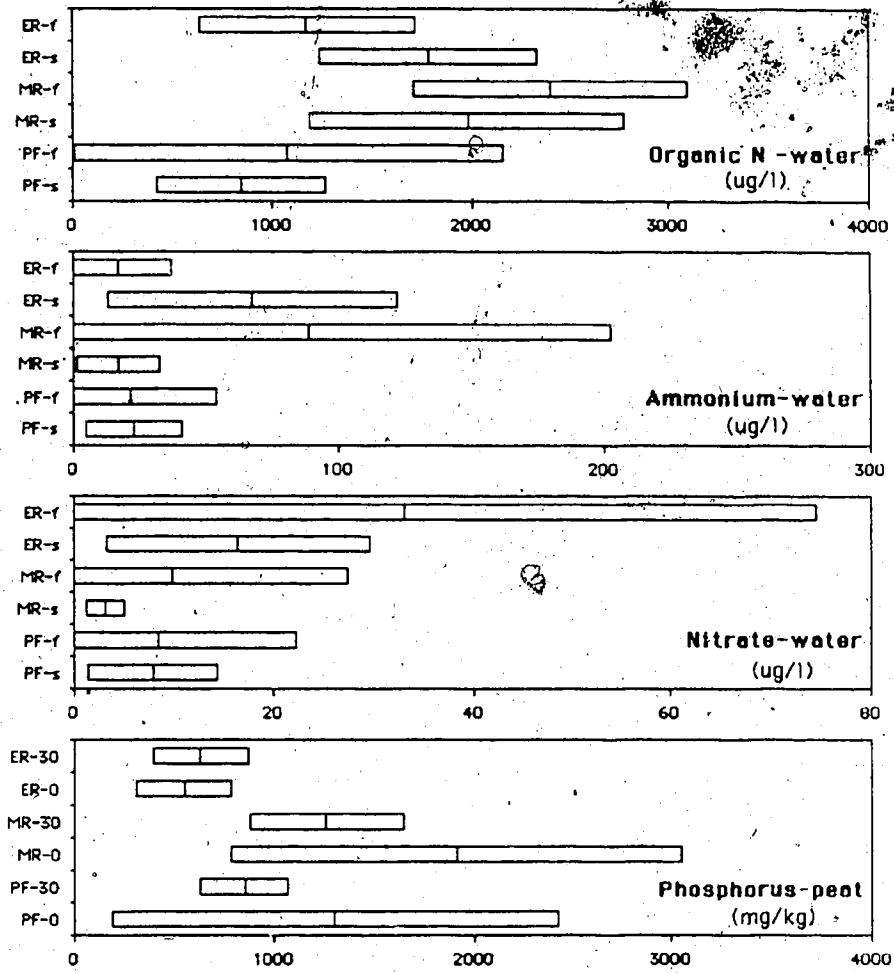 ER-f
ER-s
MR-f
MR-s
PF-f
PF-s
Organic N -water
(ug/l)
0 1000 2000 3000 4000
ER-f
ER-s
MR-f
MR-s
PF-f
PF-s
Ammonium-water
(ug/l)
0 100 200 300
ER-f
ER-s
MR-f
MR-s
PF-f
PF-s
Nitrate-water
(ug/l)
0 20 40 60 80
ER-30
ER-0
MR-30
MR-0
PF-30
PF-0
Phosphorus-peat
(mg/kg)
0 1000 2000 3000 4000